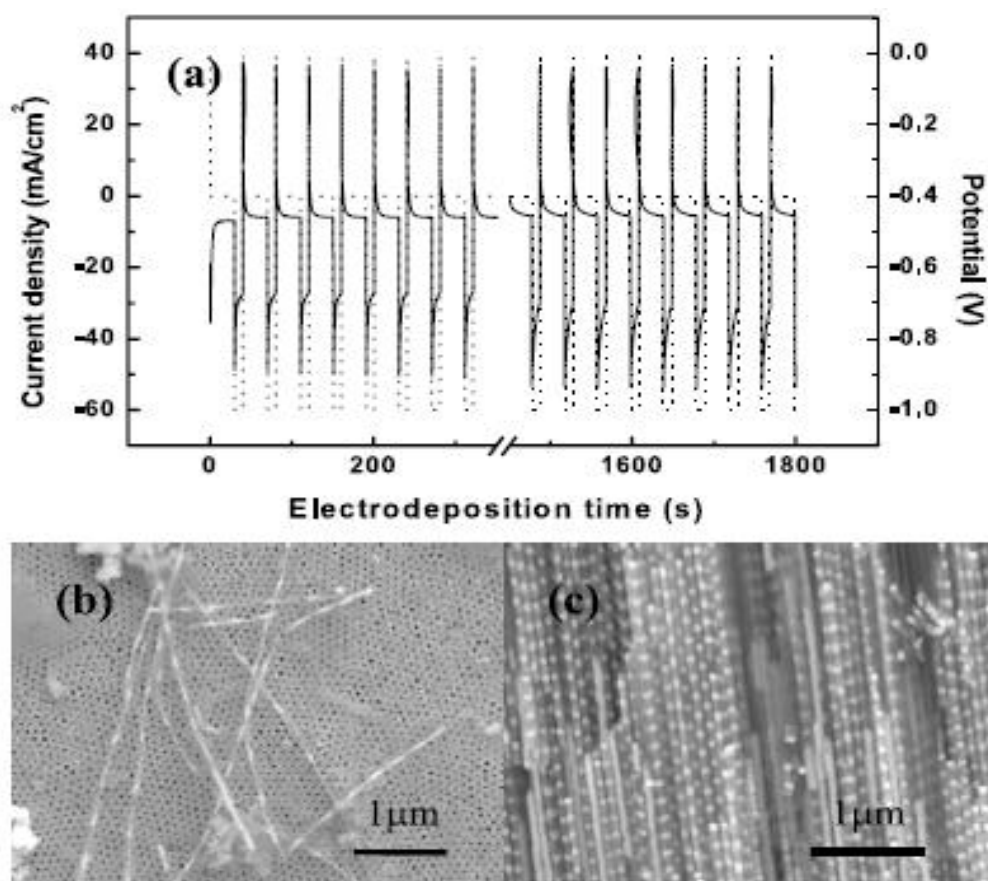 (a)
Current density (mA/cm²)
40
20
0
-20
-40
-60
0.0
-0.2
-0.4
-0.6
-0.8
-1.0
Potential (V)
0 200 1600 1800
Electrodeposition time (s)
(b)
1μm
(c)
1μm